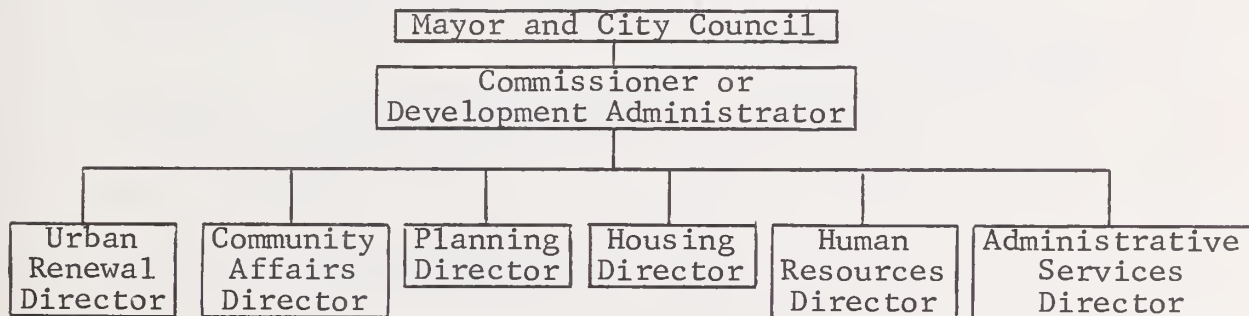 Mayor and City Council
Commissioner or
Development Administrator
Urban
Renewal
Director
Community
Affairs
Director
Planning
Director
Housing
Director
Human
Resources
Director
Administrative
Services
Director